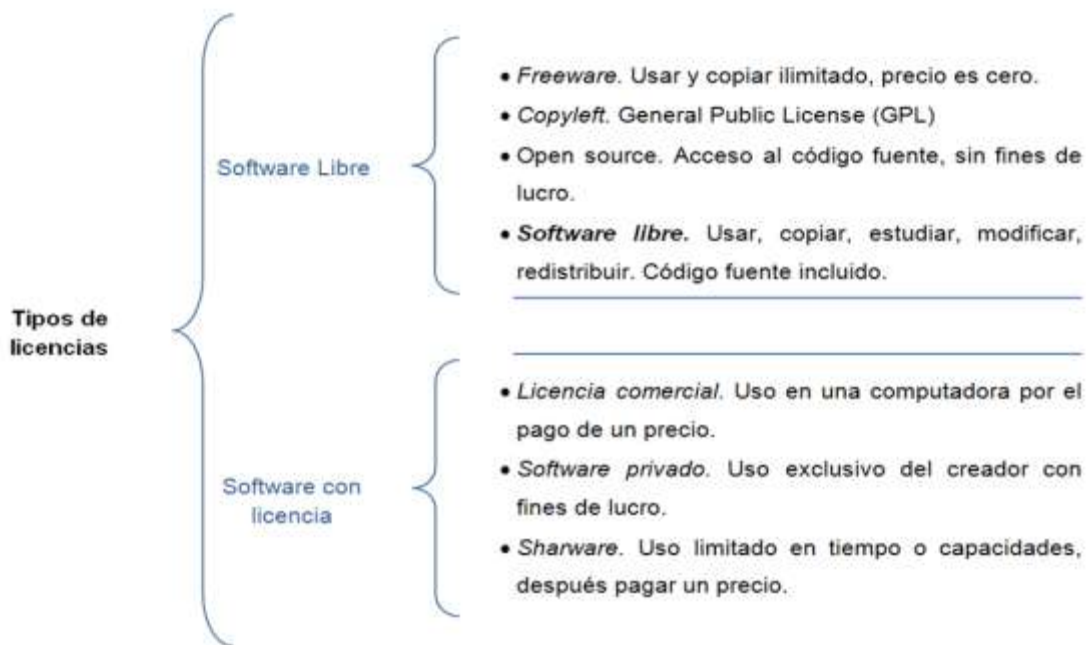 Tipos de
licencias
Software Libre
• Freeware. Usar y copiar ilimitado, precio es cero.
• Copyleft. General Public License (GPL)
• Open source. Acceso al código fuente, sin fines de
lucro.
• Software libre. Usar, copiar, estudiar, modificar,
redistribuir. Código fuente incluido.
Software con
licencia
• Licencia comercial. Uso en una computadora por el
pago de un precio.
• Software privado. Uso exclusivo del creador con
fines de lucro.
• Sharware. Uso limitado en tiempo o capacidades,
después pagar un precio.